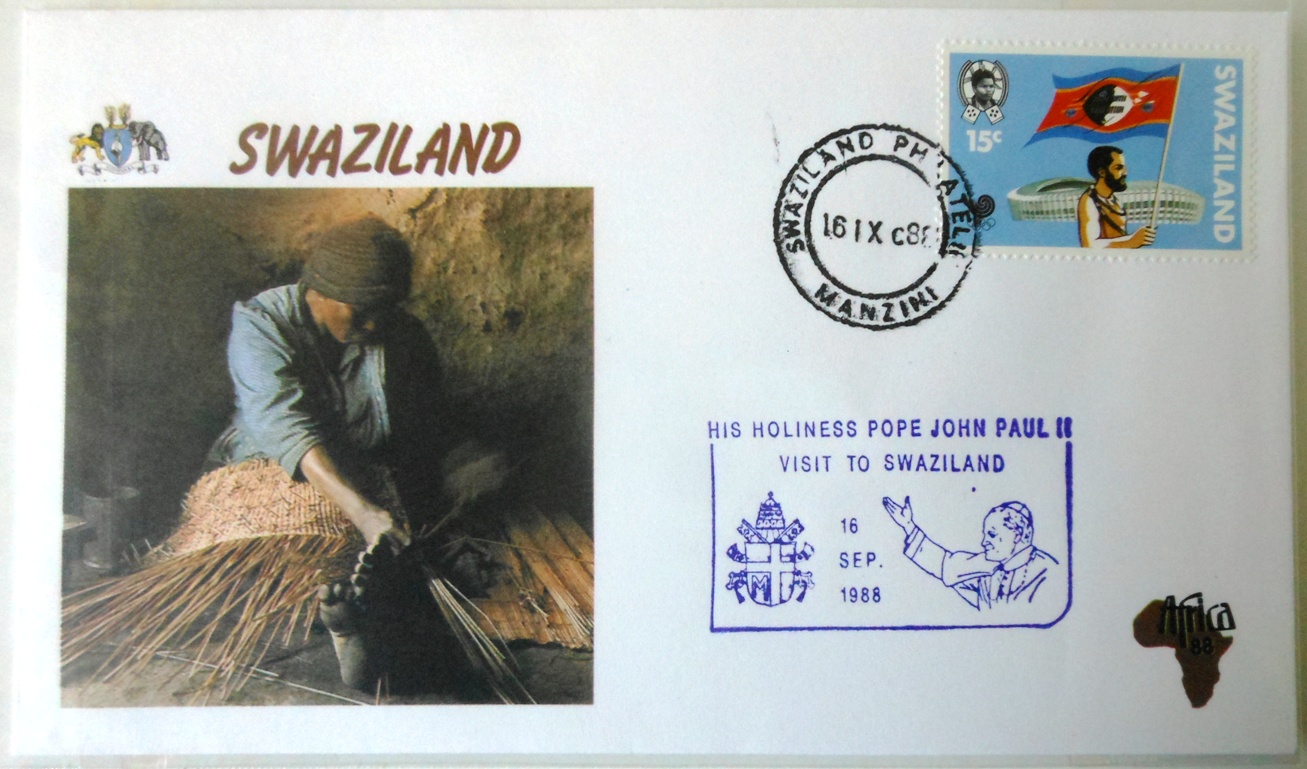 SWAZILAND
15c
SWAZILAND
SWAZILAND PHILATELIC
16 IX c88
MANZINI
HIS HOLINESS POPE JOHN PAUL II
VISIT TO SWAZILAND
16
SEP.
1988
M
Africa
88